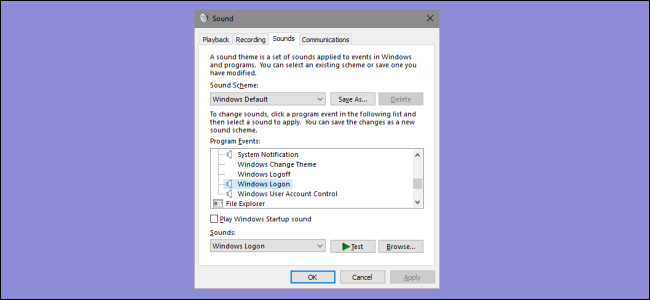 Sound
Playback Recording Sounds Communications
A sound theme is a set of sounds applied to events in Windows
and programs. You can select an existing scheme or save one you
have modified.
Sound Scheme:
Windows Default Save As... Delete
To change sounds, click a program event in the following list and
then select a sound to apply. You can save the changes as a new
sound scheme.
Program Events:
System Notification
Windows Change Theme
Windows Logoff
Windows Logon
Windows User Account Control
File Explorer
Play Windows Startup sound
Sounds:
Windows Logon Test Browse...
OK Cancel Apply